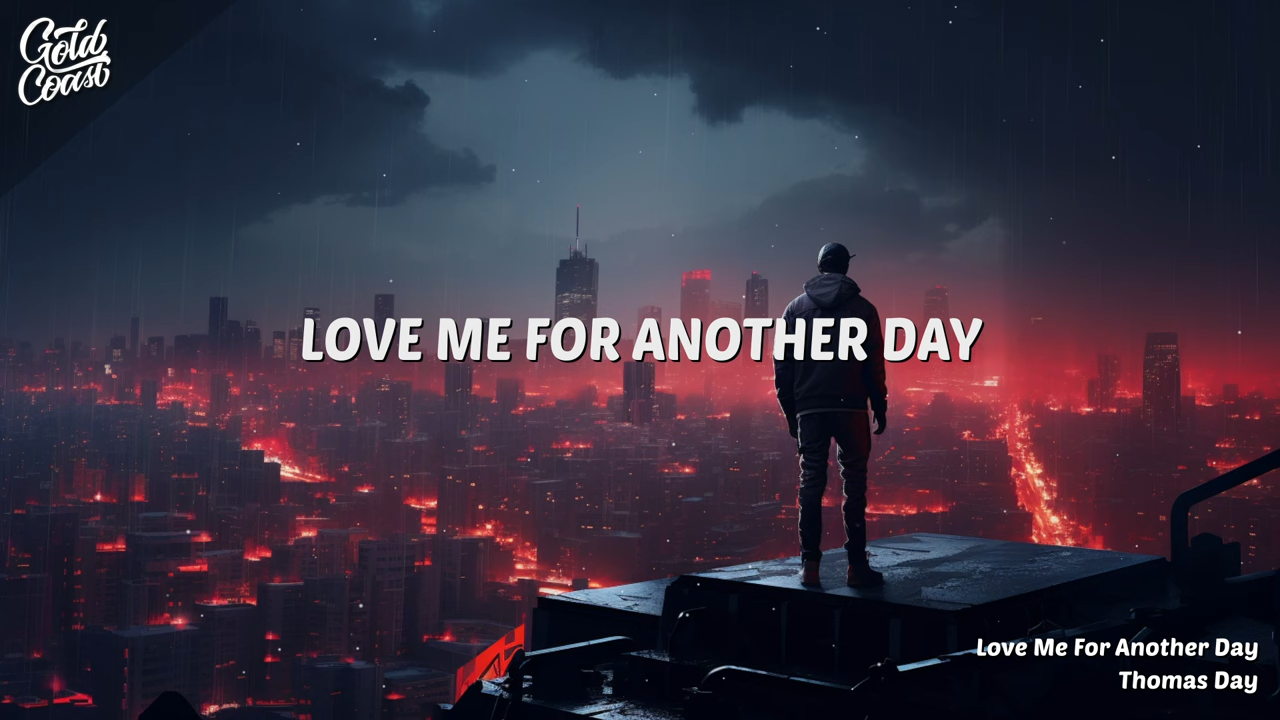 Gold
Coast
LOVE ME FOR ANOTHER DAY
Love Me For Another Day
Thomas Day